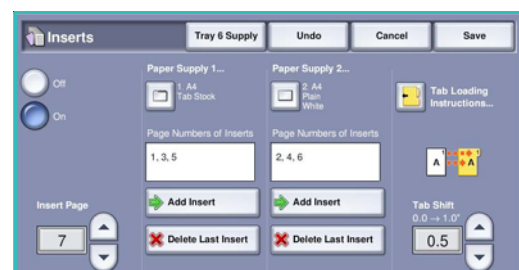 Inserts
Tray 6 Supply
Undo
Cancel
Save
Off
On
Paper Supply 1...
1. A4
Tab Stock
Page Numbers of Inserts
1, 3, 5
Add Insert
Delete Last Insert
Paper Supply 2...
2. A4
Plain
White
Page Numbers of Inserts
2, 4, 6
Add Insert
Delete Last Insert
Tab Loading
Instructions...
A 1 A 1
Insert Page
7
Tab Shift
0.0 → 1.0"
0.5